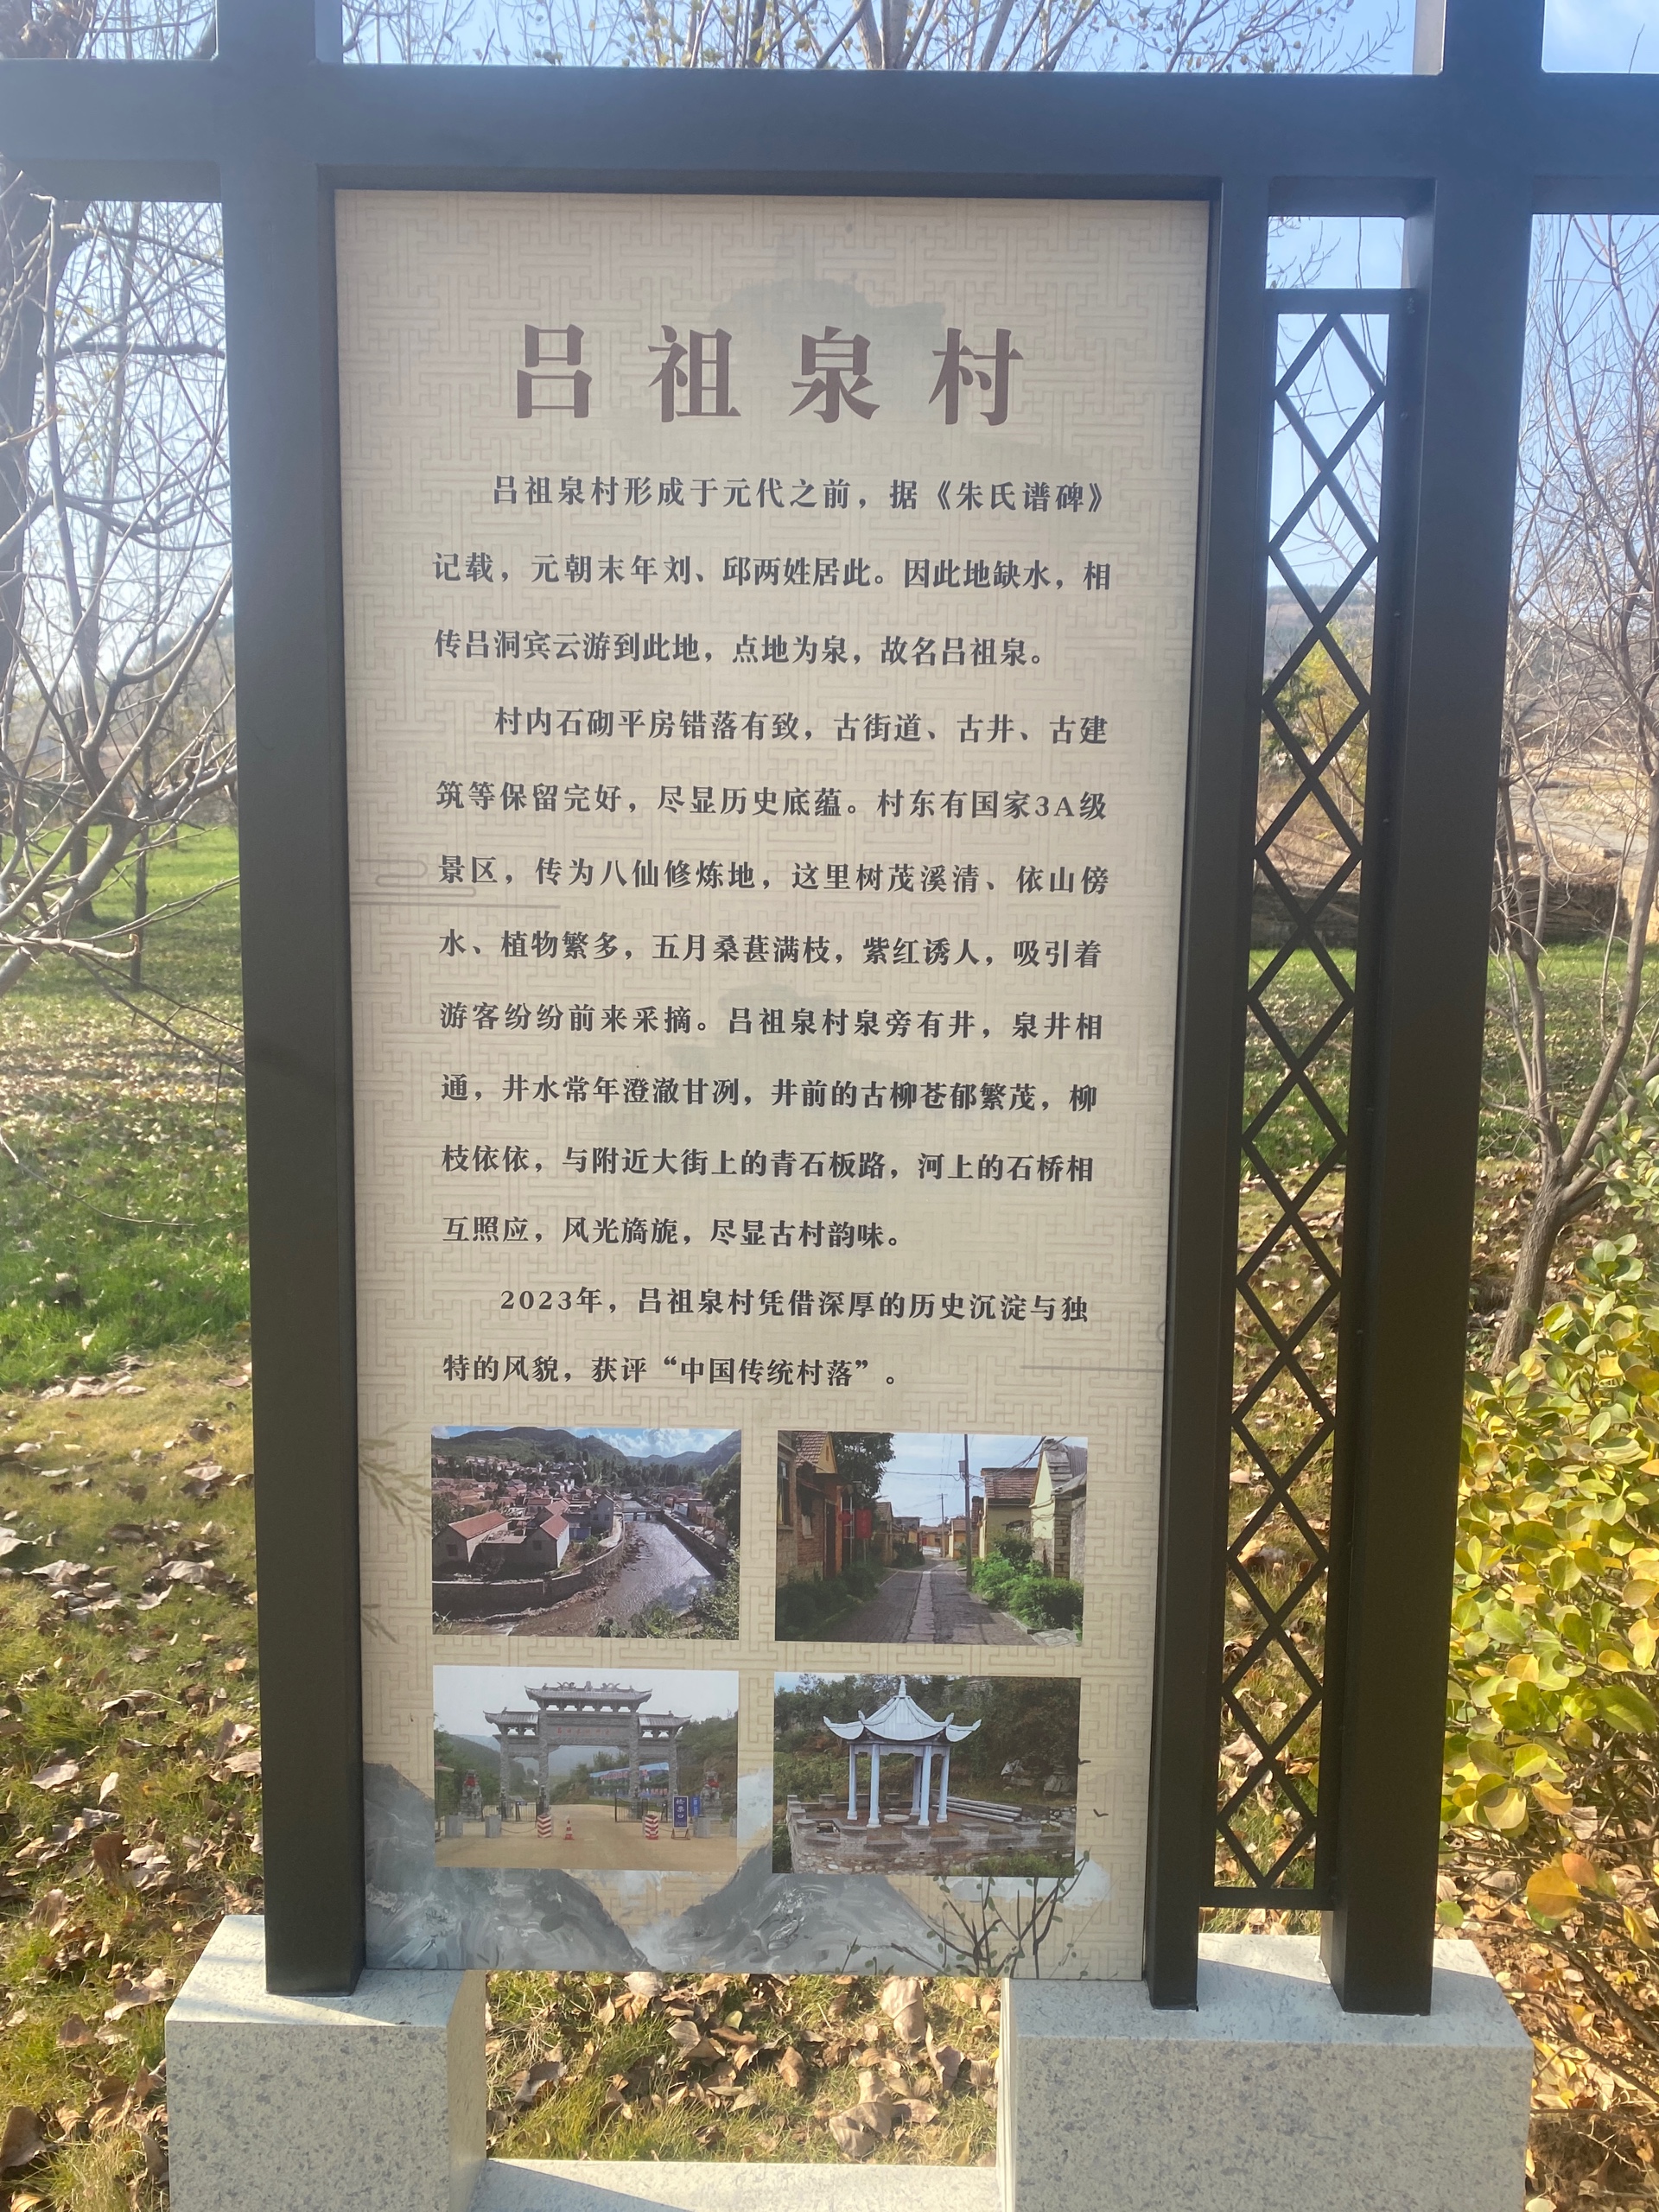 吕祖泉村
吕祖泉村形成于元代之前，据《朱氏谱碑》
记载，元朝末年刘、邱两姓居此。因此地缺水，相
传吕洞宾云游到此地，点地为泉，故名吕祖泉。
村内石砌平房错落有致，古街道、古井、古建
筑等保留完好，尽显历史底蕴。村东有国家3A级
景区，传为八仙修炼地，这里树茂溪清、依山傍
水、植物繁多，五月桑葚满枝，紫红诱人，吸引着
游客纷纷前来采摘。吕祖泉村泉旁有井，泉井相
通，井水常年澄澈甘冽，井前的古柳苍郁繁茂，柳
枝依依，与附近大街上的青石板路，河上的石桥相
互照应，风光旖旎，尽显古村韵味。
2023年，吕祖泉村凭借深厚的历史沉淀与独
特的风貌，获评“中国传统村落”。